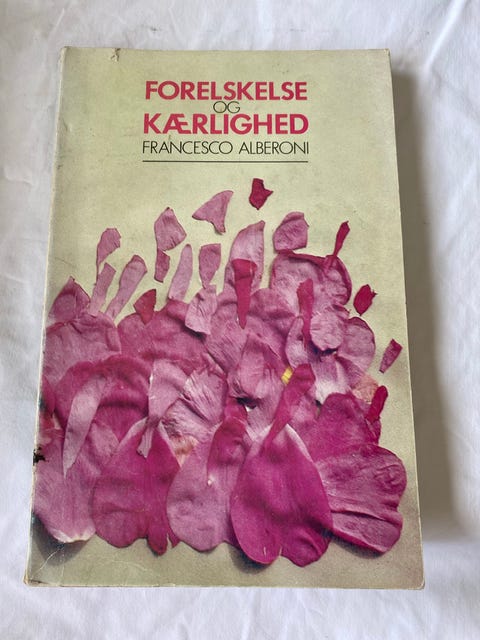 FORELSKELSE
OG
KÆRLIGHED
FRANCESCO ALBERONI